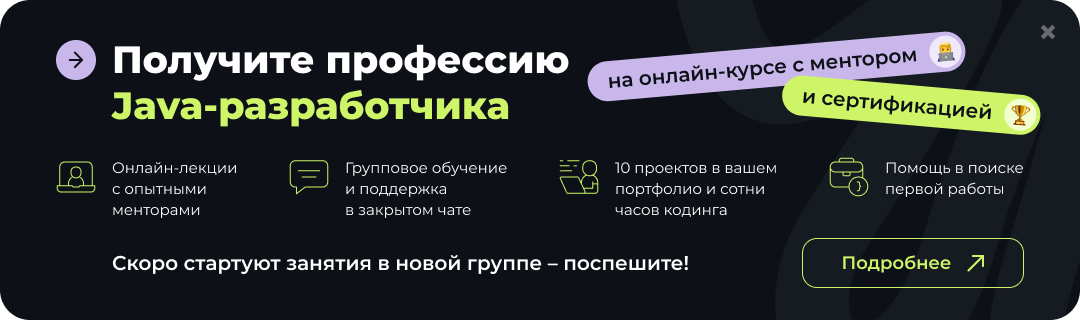 Получите профессию
Java-разработчика
на онлайн-курсе с ментором
и сертификацией
Онлайн-лекции
с опытными
менторами
Групповое обучение
и поддержка
в закрытом чате
10 проектов в вашем
портфолио и сотни
часов кодинга
Помощь в поиске
первой работы
Скоро стартуют занятия в новой группе – поспешите!
Подробнее